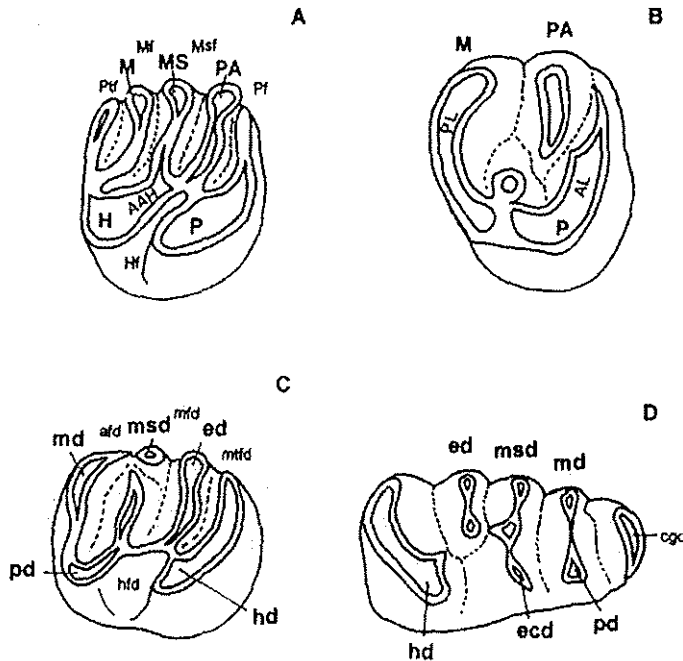 A
Mf Msf
M MS PA
Ptf Pf
AAH
H P
Hf
B
M PA
PL
AL
P
C
afd msd mfd ed
md mtfd
pd
hfd
hd
D
ed msd md
cgd
hd ecd pd